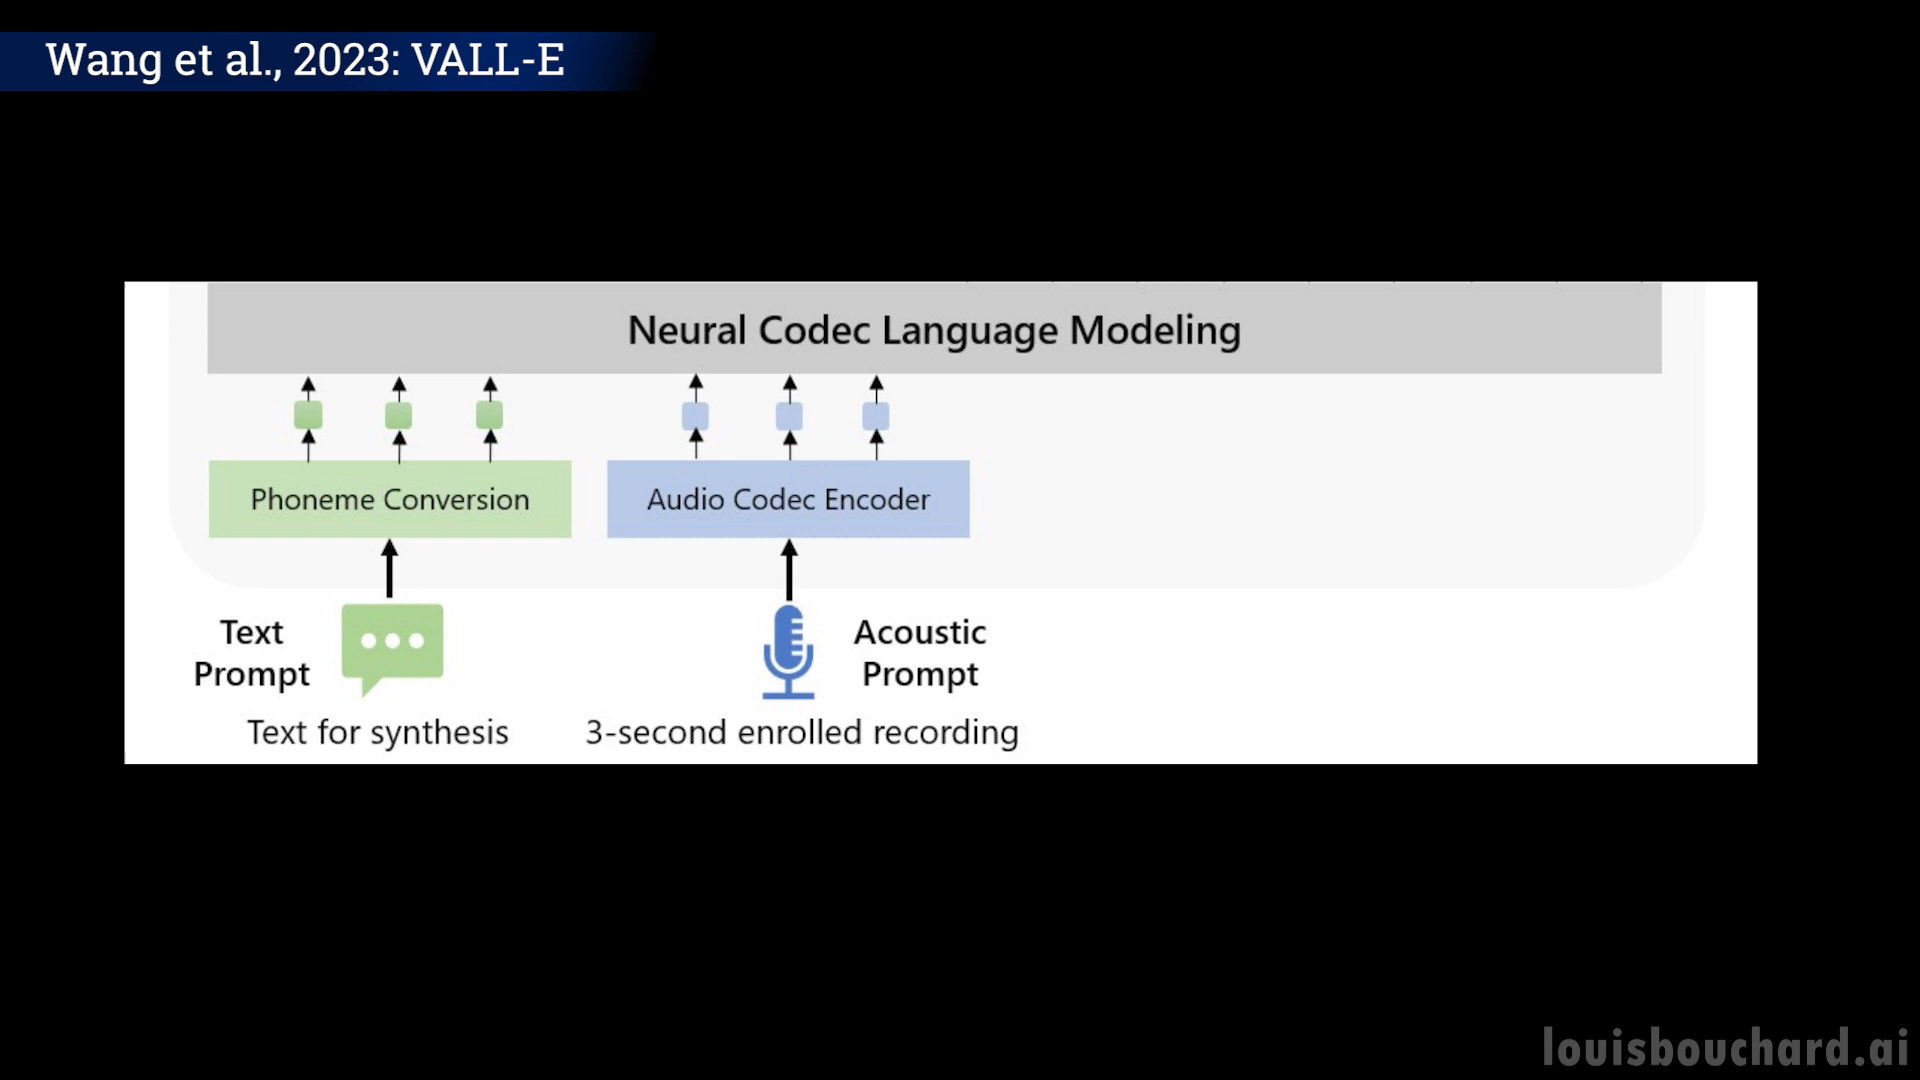 Wang et al., 2023: VALL-E
Neural Codec Language Modeling
Phoneme Conversion
Audio Codec Encoder
Text
Prompt
Acoustic
Prompt
Text for synthesis
3-second enrolled recording
louisbouchard.ai